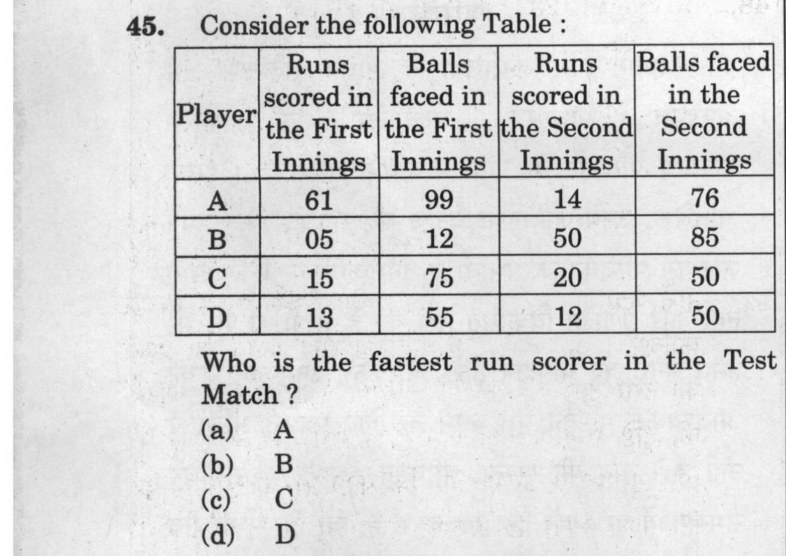 45. Consider the following Table :
Player | Runs scored in the First Innings | Balls faced in the First Innings | Runs scored in the Second Innings | Balls faced in the Second Innings
A | 61 | 99 | 14 | 76
B | 05 | 12 | 50 | 85
C | 15 | 75 | 20 | 50
D | 13 | 55 | 12 | 50
Who is the fastest run scorer in the Test
Match ?
(a) A
(b) B
(c) C
(d) D